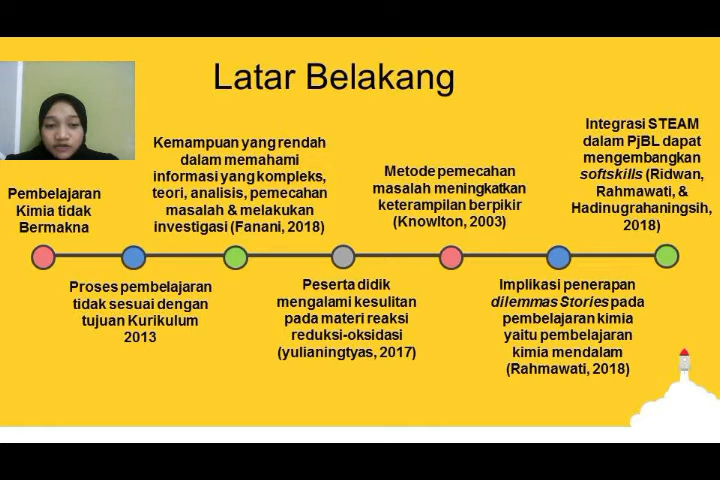 Latar Belakang
Pembelajaran
Kimia tidak
Bermakna
Proses pembelajaran
tidak sesuai dengan
tujuan Kurikulum
2013
Kemampuan yang rendah
dalam memahami
informasi yang kompleks,
teori, analisis, pemecahan
masalah & melakukan
investigasi (Fanani, 2018)
Peserta didik
mengalami kesulitan
pada materi reaksi
reduksi-oksidasi
(yulianingtyas, 2017)
Metode pemecahan
masalah meningkatkan
keterampilan berpikir
(Knowlton, 2003)
Implikasi penerapan
dilemmas Stories pada
pembelajaran kimia
yaitu pembelajaran
kimia mendalam
(Rahmawati, 2018)
Integrasi STEAM
dalam PjBL dapat
mengembangkan
softskills (Ridwan,
Rahmawati, &
Hadinugrahaningsih,
2018)